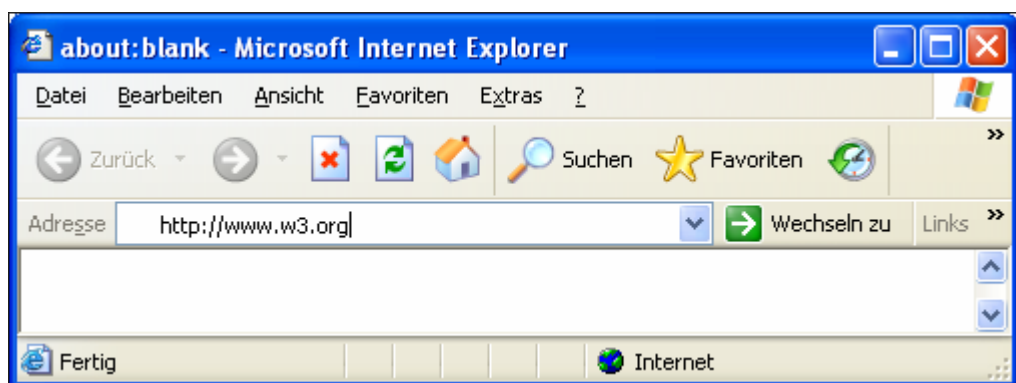 about:blank - Microsoft Internet Explorer
Datei Bearbeiten Ansicht Favoriten Extras ?
Zurück Suchen Favoriten »
Adresse http://www.w3.org Wechseln zu Links »
Fertig Internet